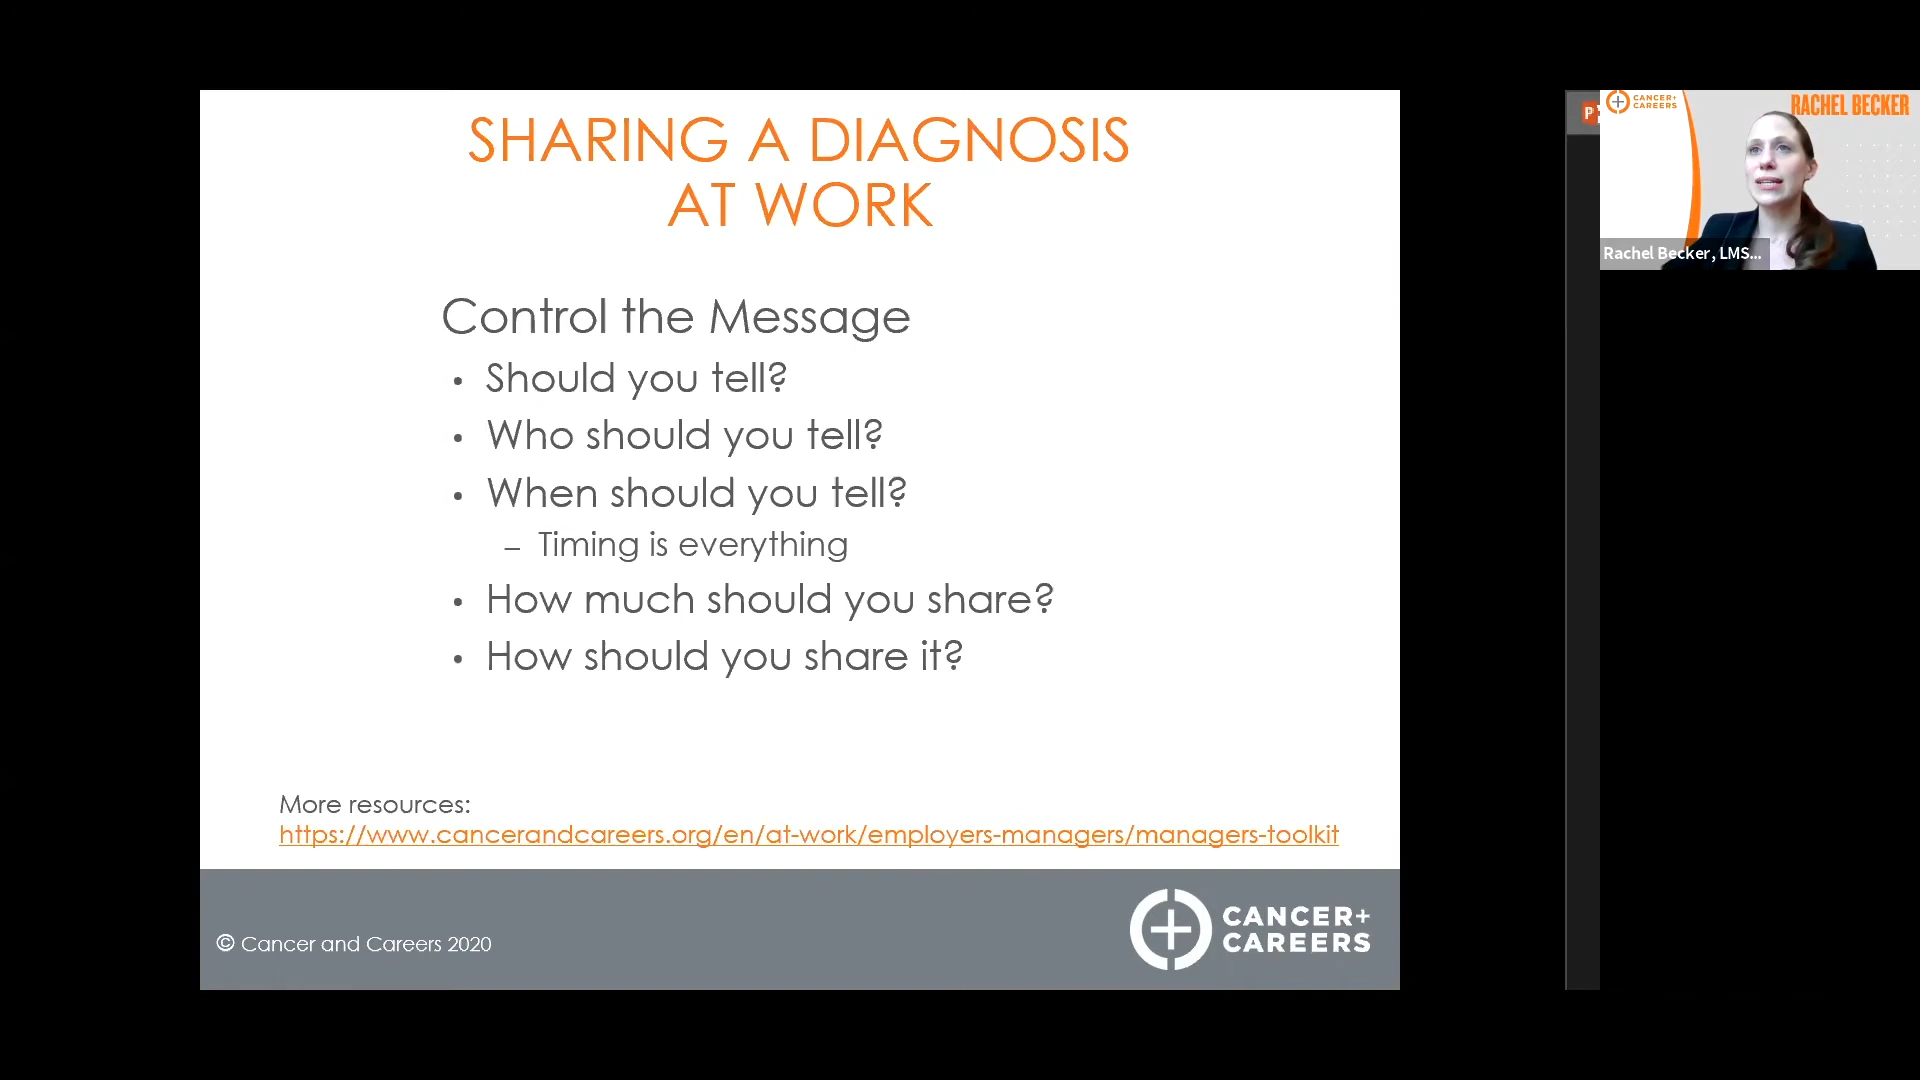 SHARING A DIAGNOSIS
AT WORK
Control the Message
• Should you tell?
• Who should you tell?
• When should you tell?
– Timing is everything
• How much should you share?
• How should you share it?
More resources:
https://www.cancerandcareers.org/en/at-work/employers-managers/managers-toolkit
© Cancer and Careers 2020
CANCER+
CAREERS
CANCER+
CAREERS
RACHEL BECKER
Rachel Becker, LMS...